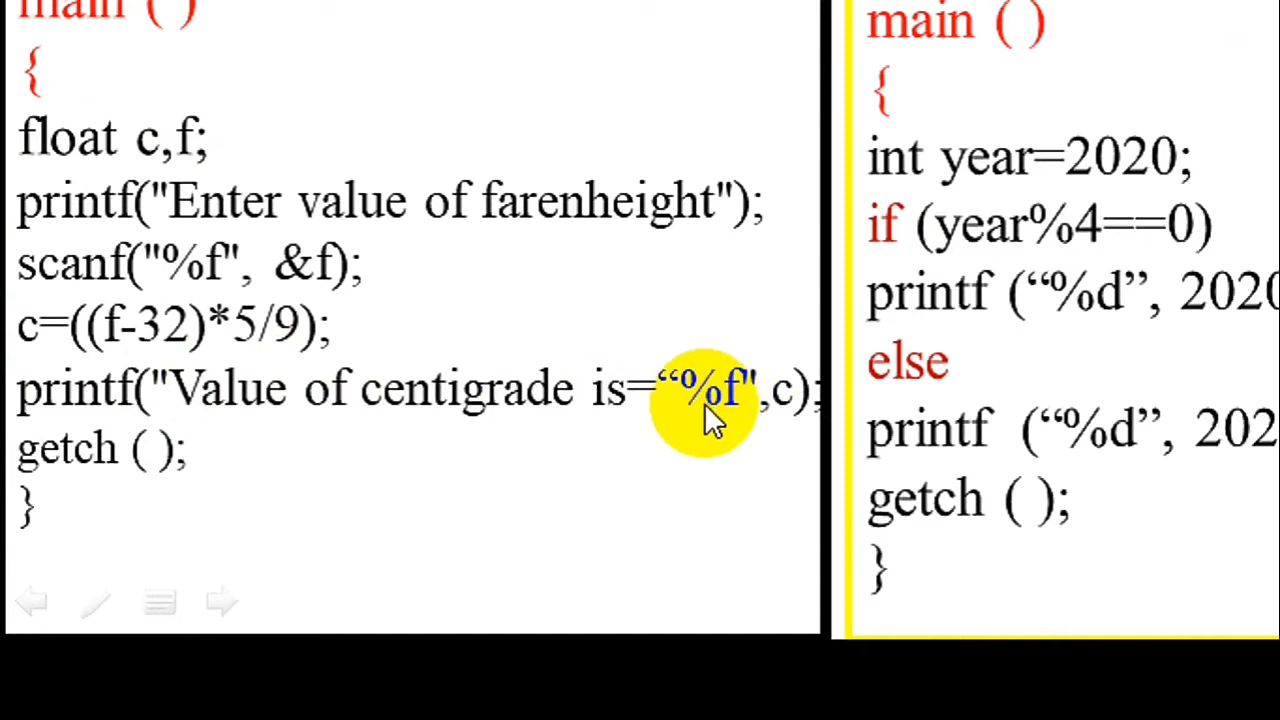 main ( )
{
float c,f;
printf("Enter value of farenheight");
scanf("%f", &f);
c=((f-32)*5/9);
printf("Value of centigrade is=“%f",c);
getch ( );
}
main ( )
{
int year=2020;
if (year%4==0)
printf (“%d”, 2020
else
printf (“%d”, 202
getch ( );
}